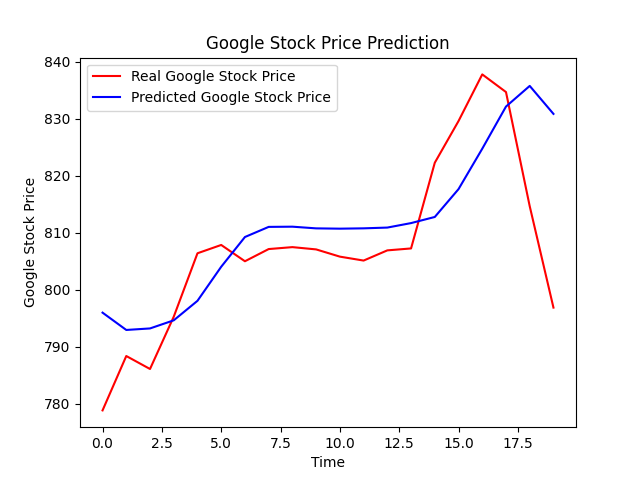 Google Stock Price Prediction
Real Google Stock Price
Predicted Google Stock Price
Google Stock Price
840
830
820
810
800
790
780
0.0 2.5 5.0 7.5 10.0 12.5 15.0 17.5
Time